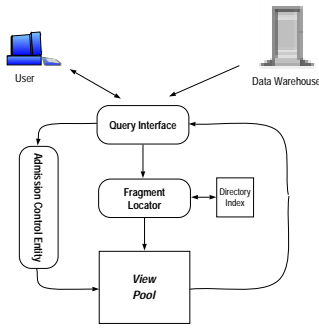 User
Data Warehouse
Query Interface
Admission Control Entity
Fragment
Locator
Directory
Index
View
Pool